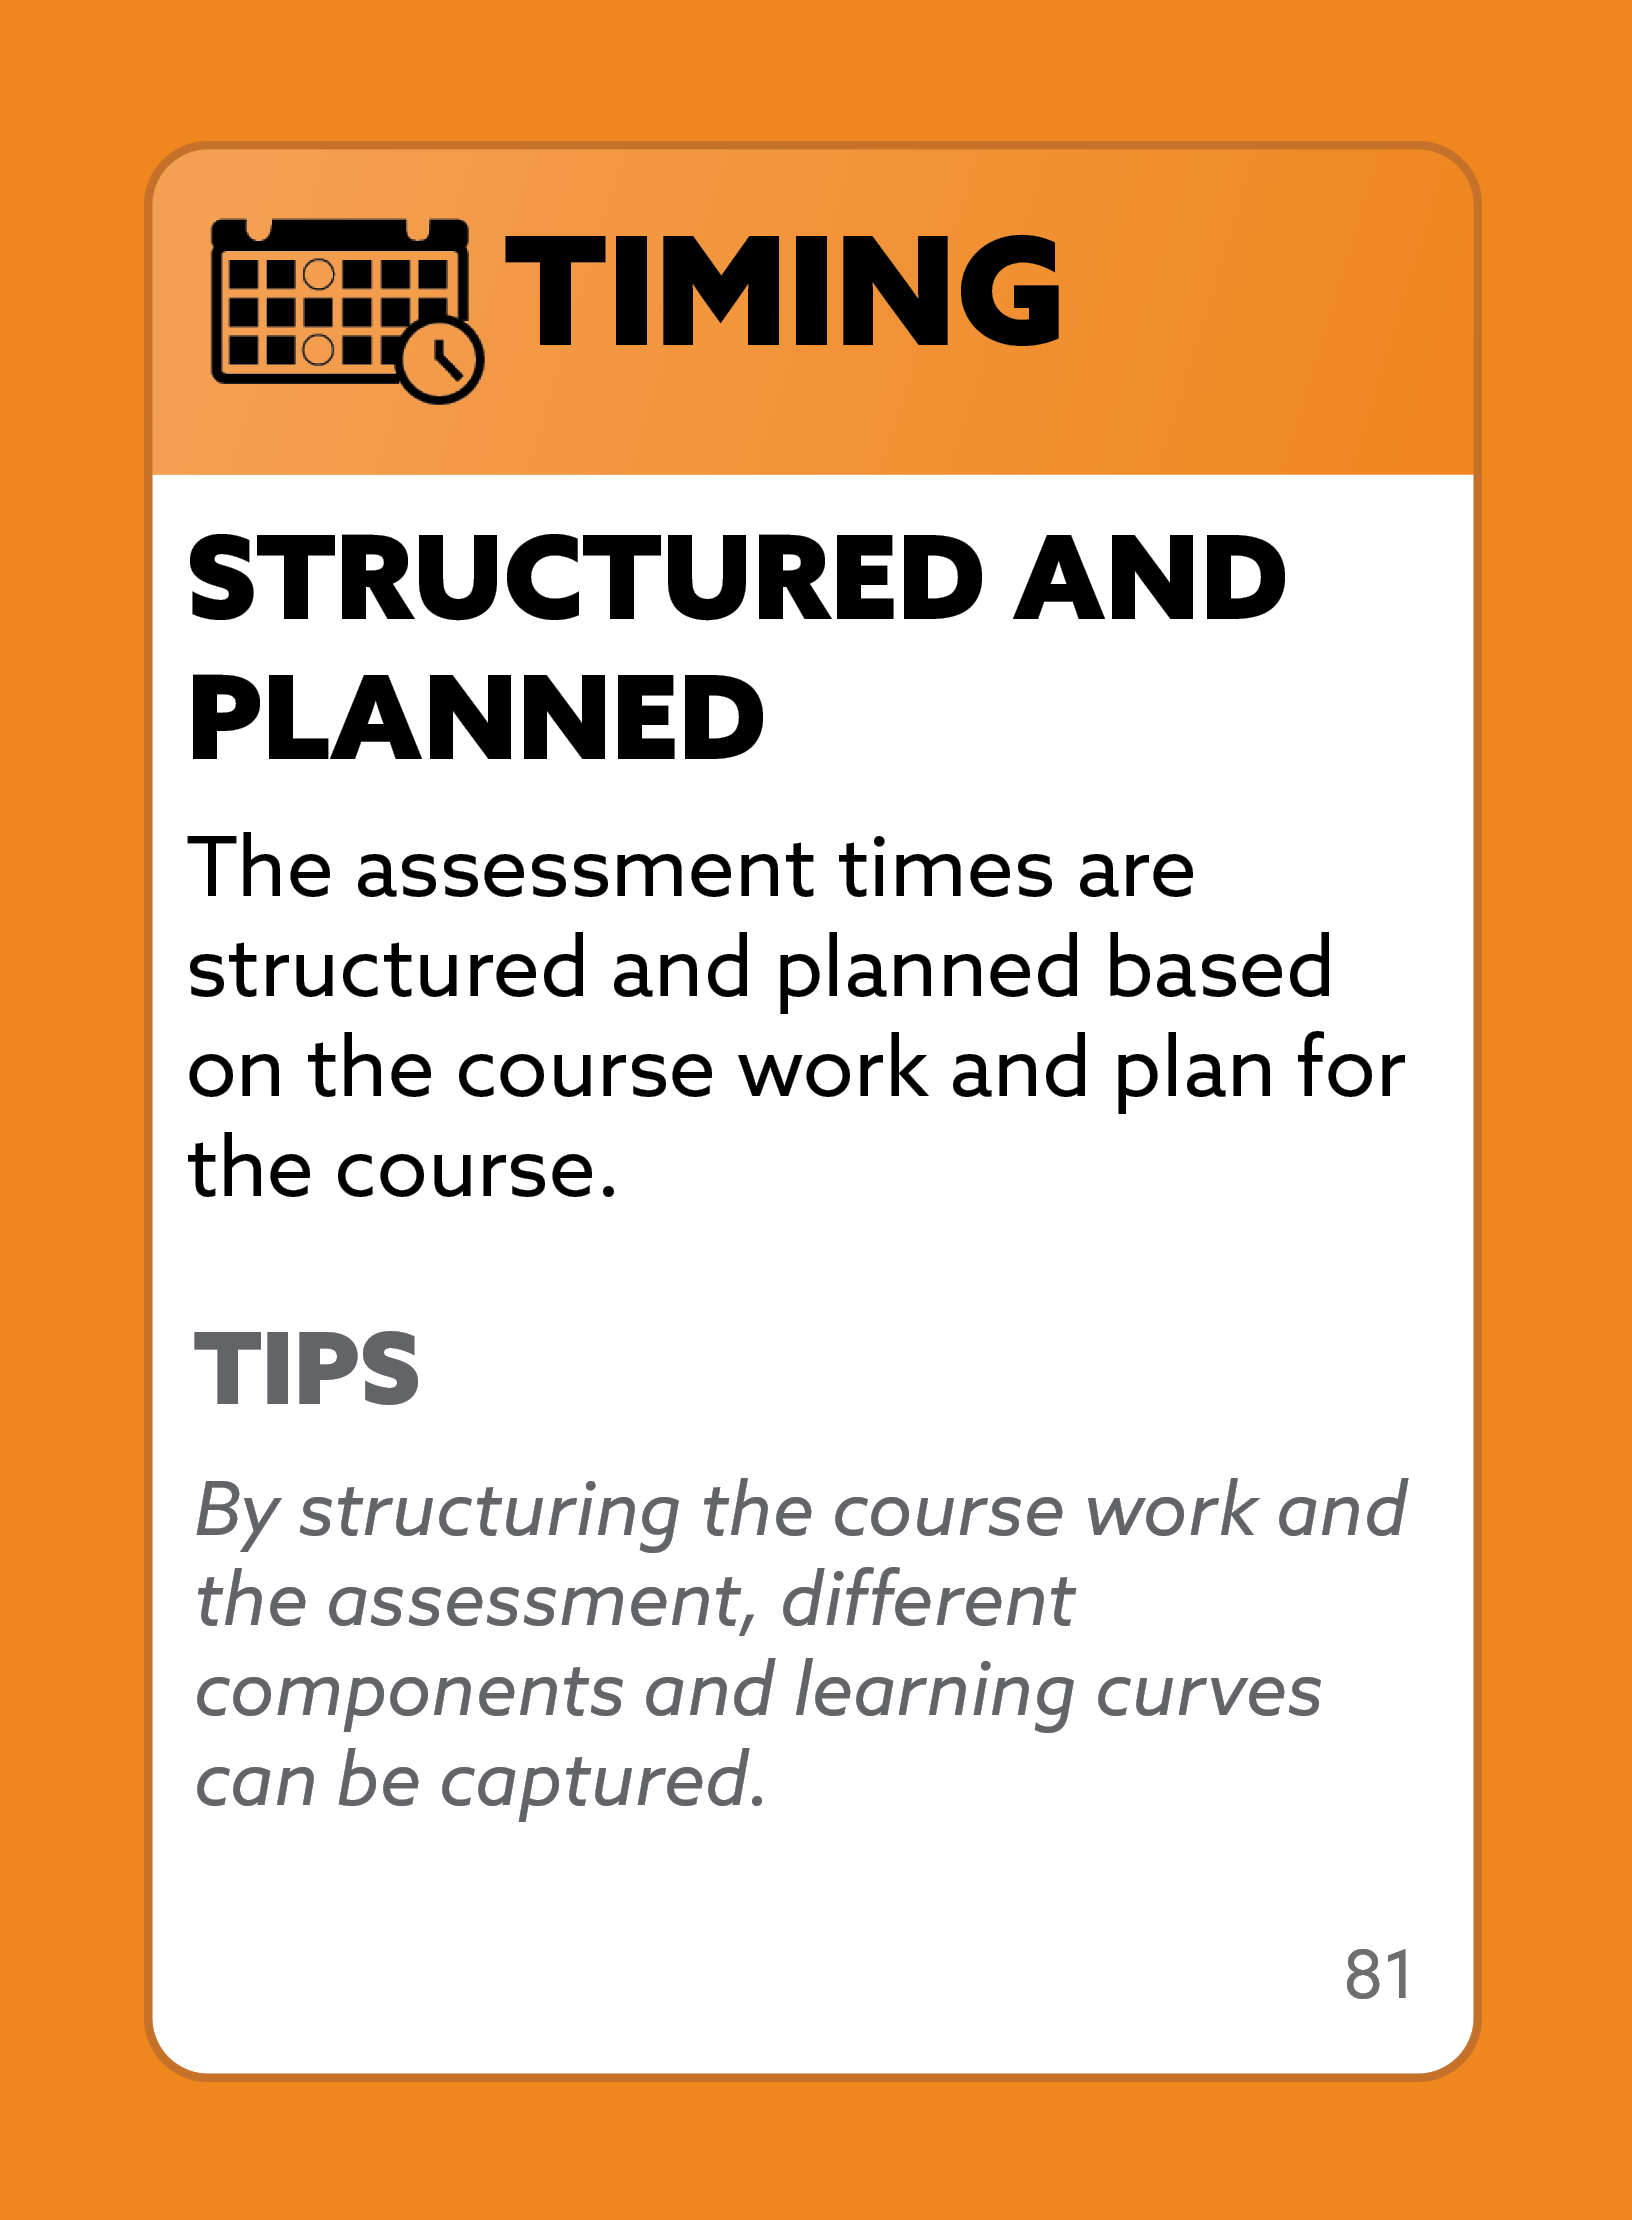 TIMING
STRUCTURED AND
PLANNED
The assessment times are
structured and planned based
on the course work and plan for
the course.
TIPS
By structuring the course work and
the assessment, different
components and learning curves
can be captured.
81